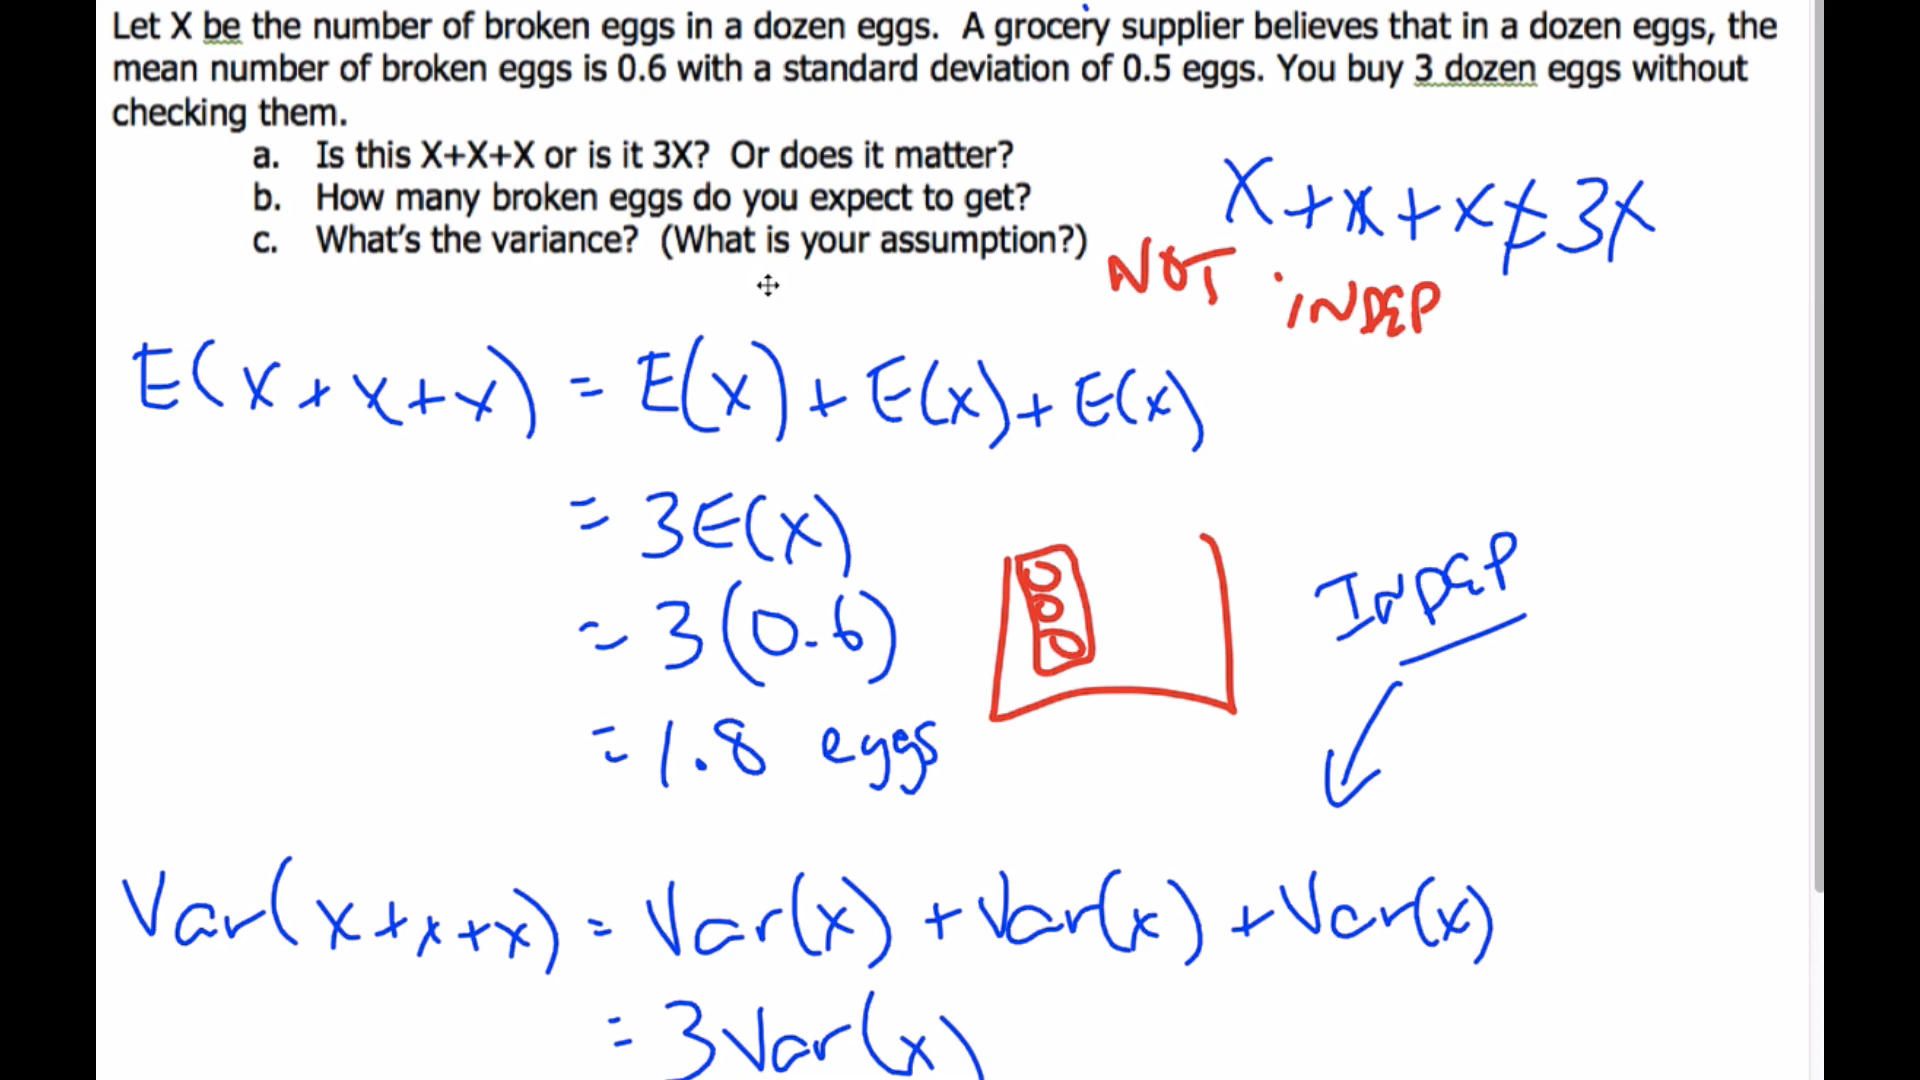 Let X be the number of broken eggs in a dozen eggs.  A grocery supplier believes that in a dozen eggs, the
mean number of broken eggs is 0.6 with a standard deviation of 0.5 eggs. You buy 3 dozen eggs without
checking them.
a. Is this X+X+X or is it 3X?  Or does it matter?
b. How many broken eggs do you expect to get?
c. What's the variance?  (What is your assumption?)
X + X + X ≠ 3X
NOT INDEP
E(X + X + X) = E(X) + E(X) + E(X)
= 3E(X)
= 3(0.6)
= 1.8 eggs
INDEP
Var(X + X + X) = Var(X) + Var(X) + Var(X)
= 3Var(X)